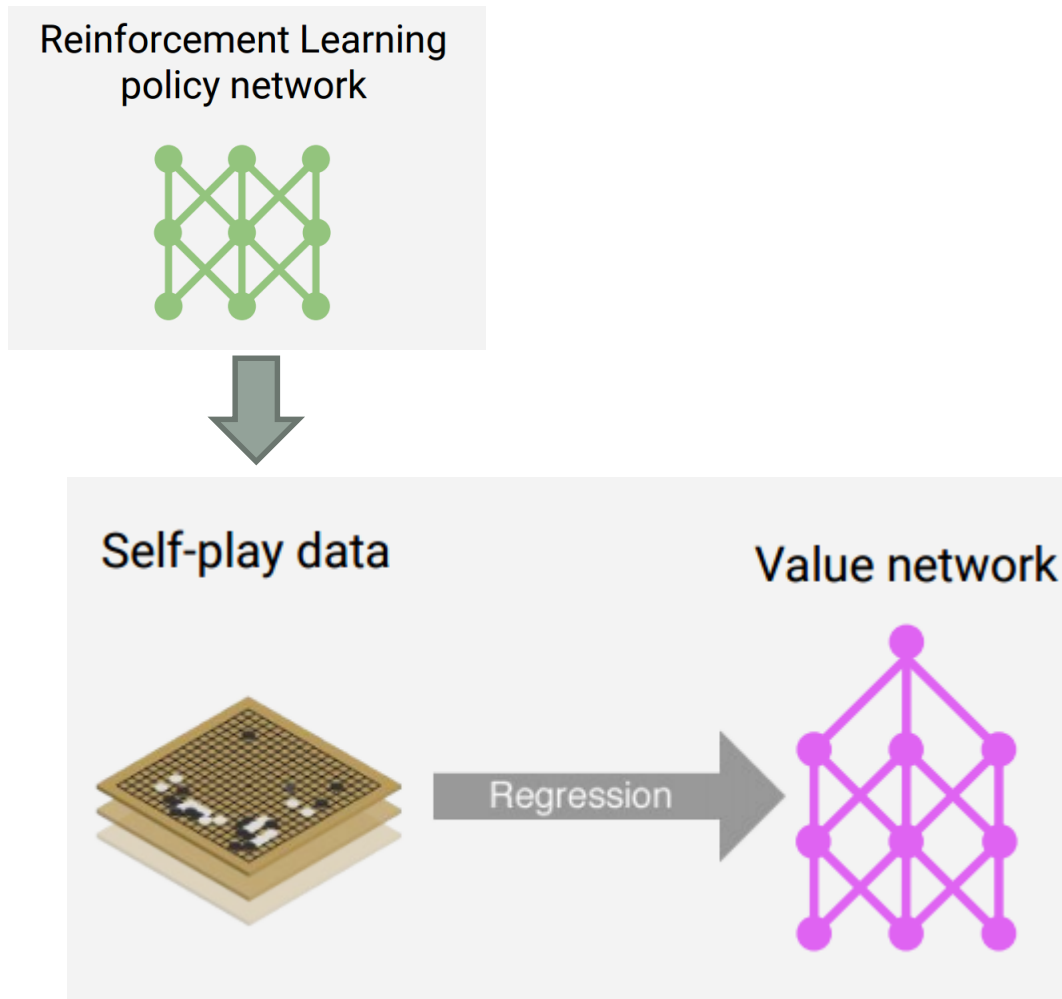 Reinforcement Learning
policy network
Self-play data
Value network
Regression